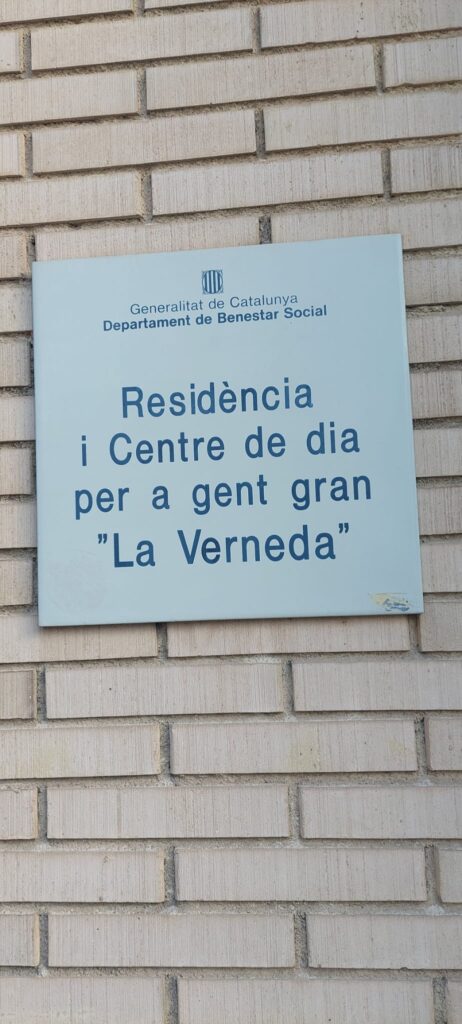 Generalitat de Catalunya
Departament de Benestar Social
Residència
i Centre de dia
per a gent gran
"La Verneda"